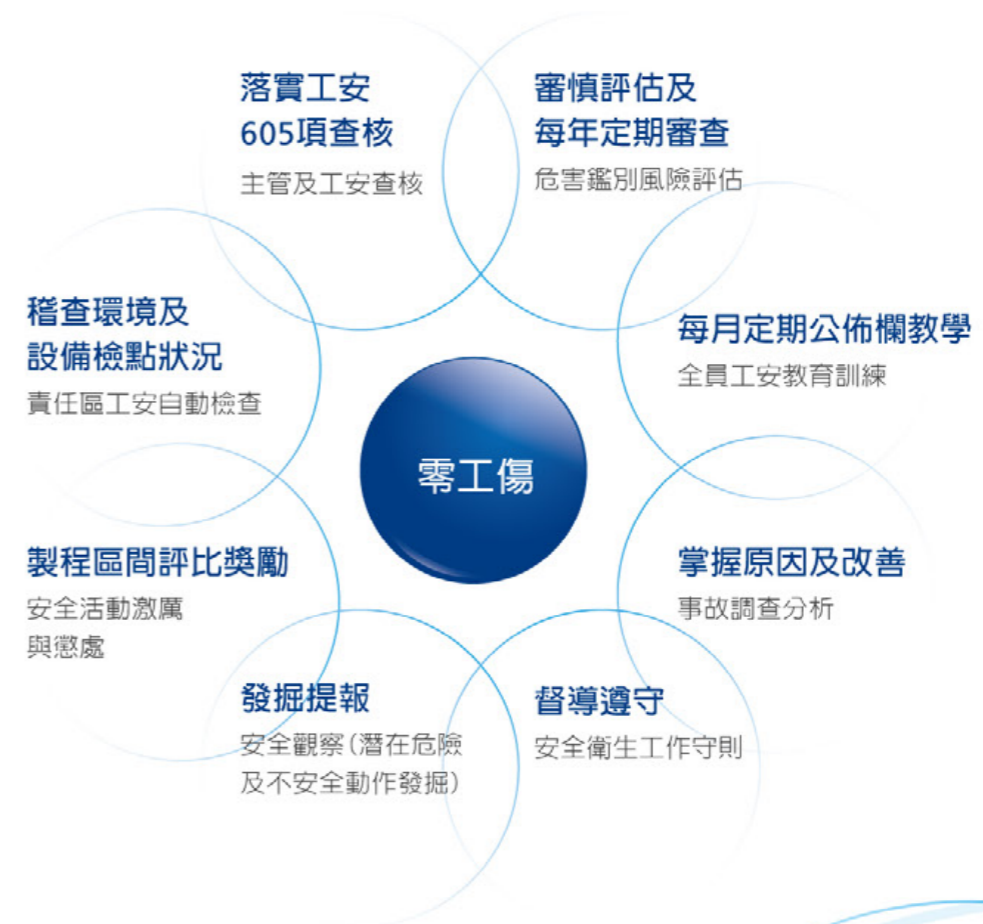 落實工安
605項查核
主管及工安查核
審慎評估及
每年定期審查
危害鑑別風險評估
稽查環境及
設備檢點狀況
責任區工安自動檢查
每月定期公佈欄教學
全員工安教育訓練
零工傷
製程區間評比獎勵
安全活動激厲
與懲處
掌握原因及改善
事故調查分析
發掘提報
安全觀察(潛在危險
及不安全動作發掘)
督導遵守
安全衛生工作守則